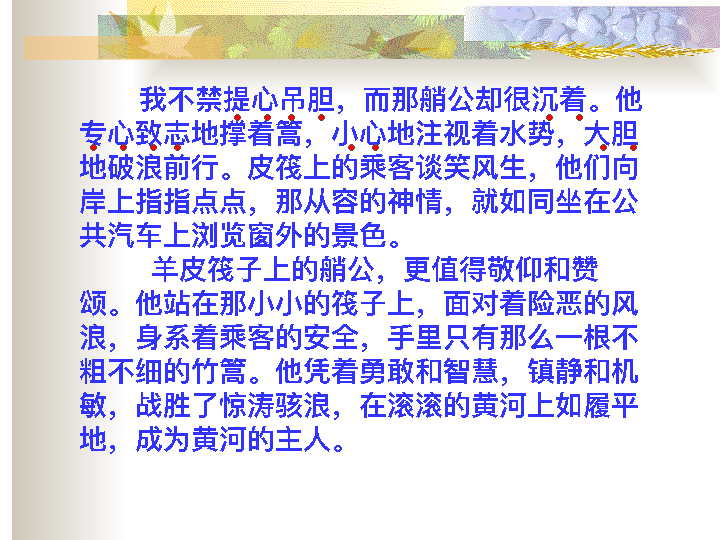 我不禁提心吊胆，而那艄公却很沉着。他
专心致志地撑着篙，小心地注视着水势，大胆
地破浪前行。皮筏上的乘客谈笑风生，他们向
岸上指指点点，那从容的神情，就如同坐在公
共汽车上浏览窗外的景色。
羊皮筏子上的艄公，更值得敬仰和赞
颂。他站在那小小的筏子上，面对着险恶的风
浪，身系着乘客的安全，手里只有那么一根不
粗不细的竹篙。他凭着勇敢和智慧，镇静和机
敏，战胜了惊涛骇浪，在滚滚的黄河上如履平
地，成为黄河的主人。